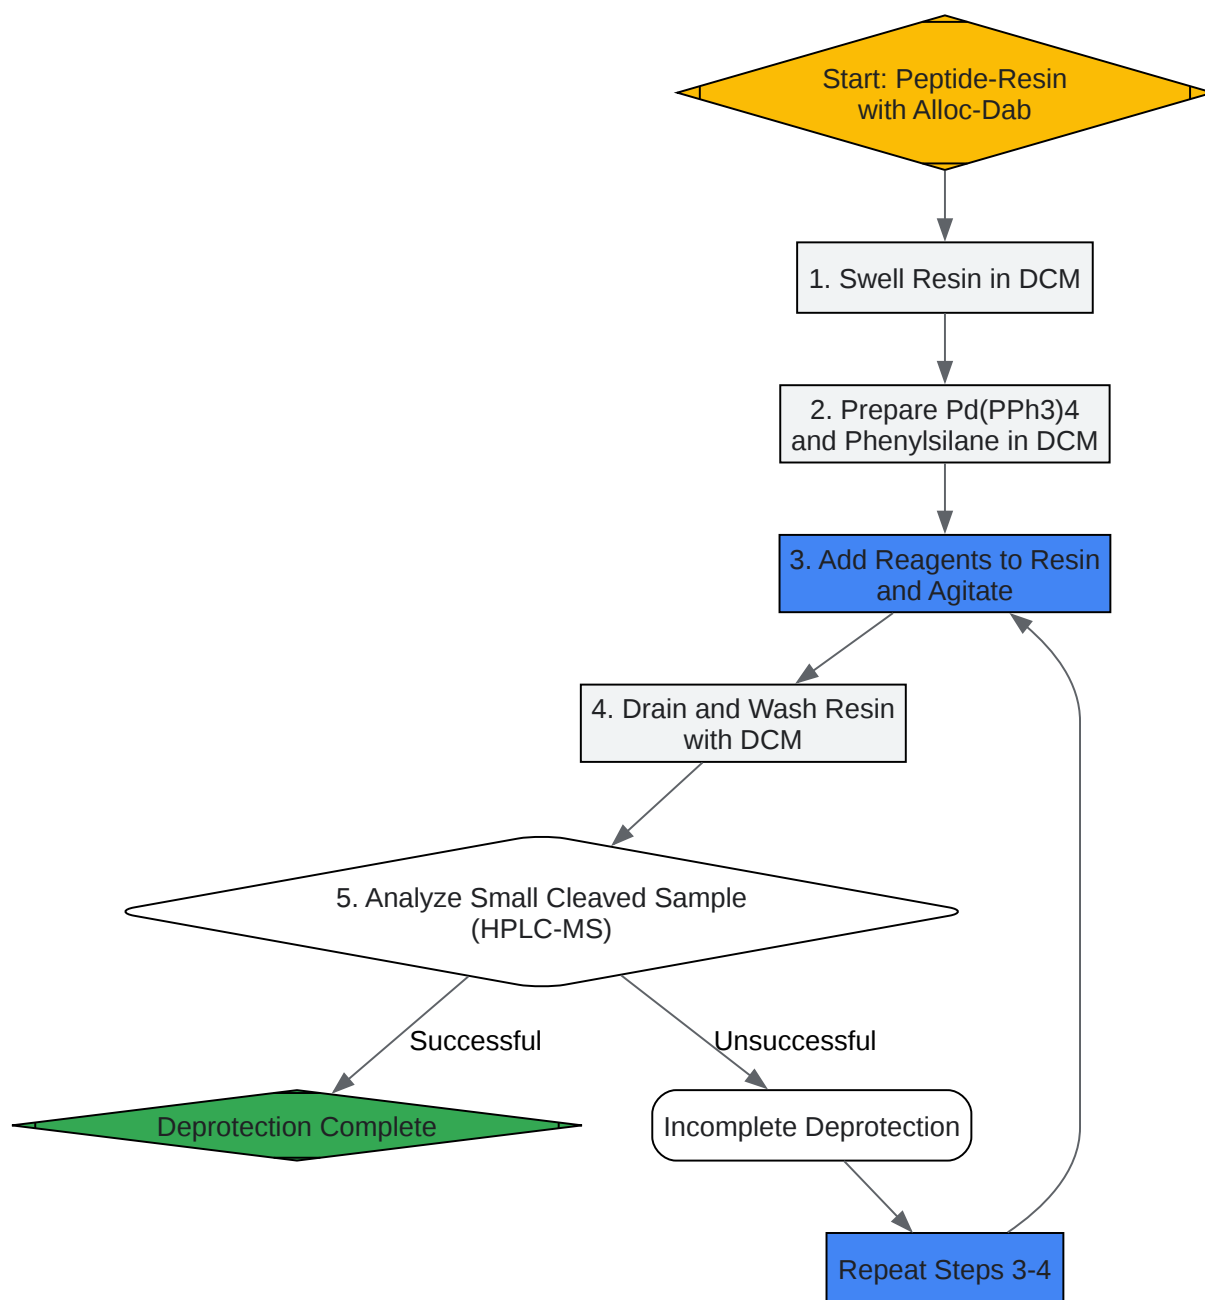 Start: Peptide-Resin
with Alloc-Dab
1. Swell Resin in DCM
2. Prepare Pd(PPh3)4
and Phenylsilane in DCM
3. Add Reagents to Resin
and Agitate
4. Drain and Wash Resin
with DCM
5. Analyze Small Cleaved Sample
(HPLC-MS)
Successful
Unsuccessful
Deprotection Complete
Incomplete Deprotection
Repeat Steps 3-4